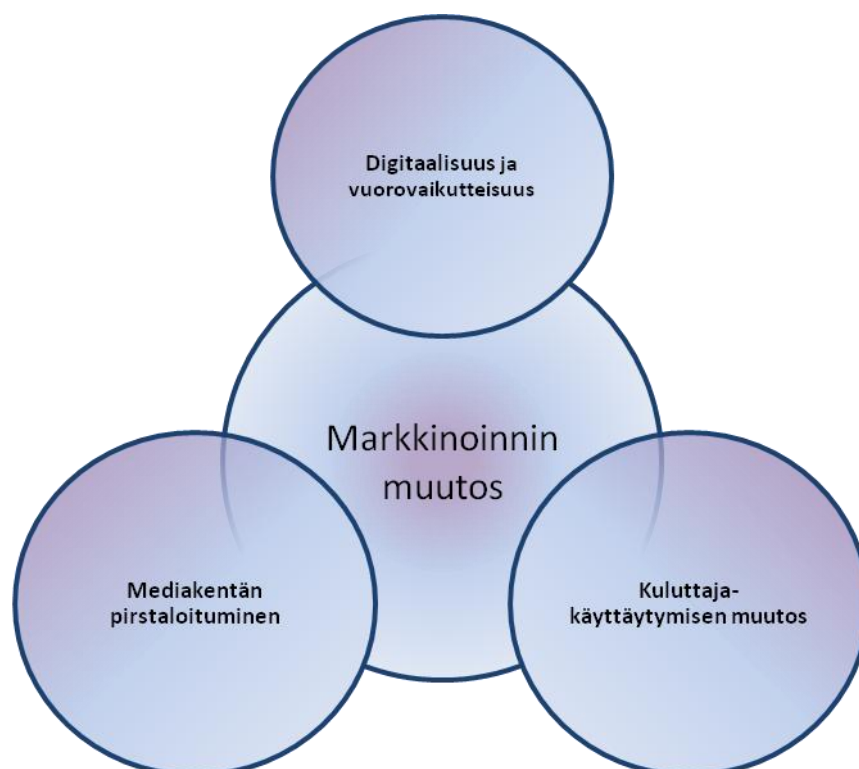 Digitaalisuus ja
vuorovaikutteisuus
Markkinoinnin
muutos
Mediakentän
pirstaloituminen
Kuluttaja-
käyttäytymisen muutos